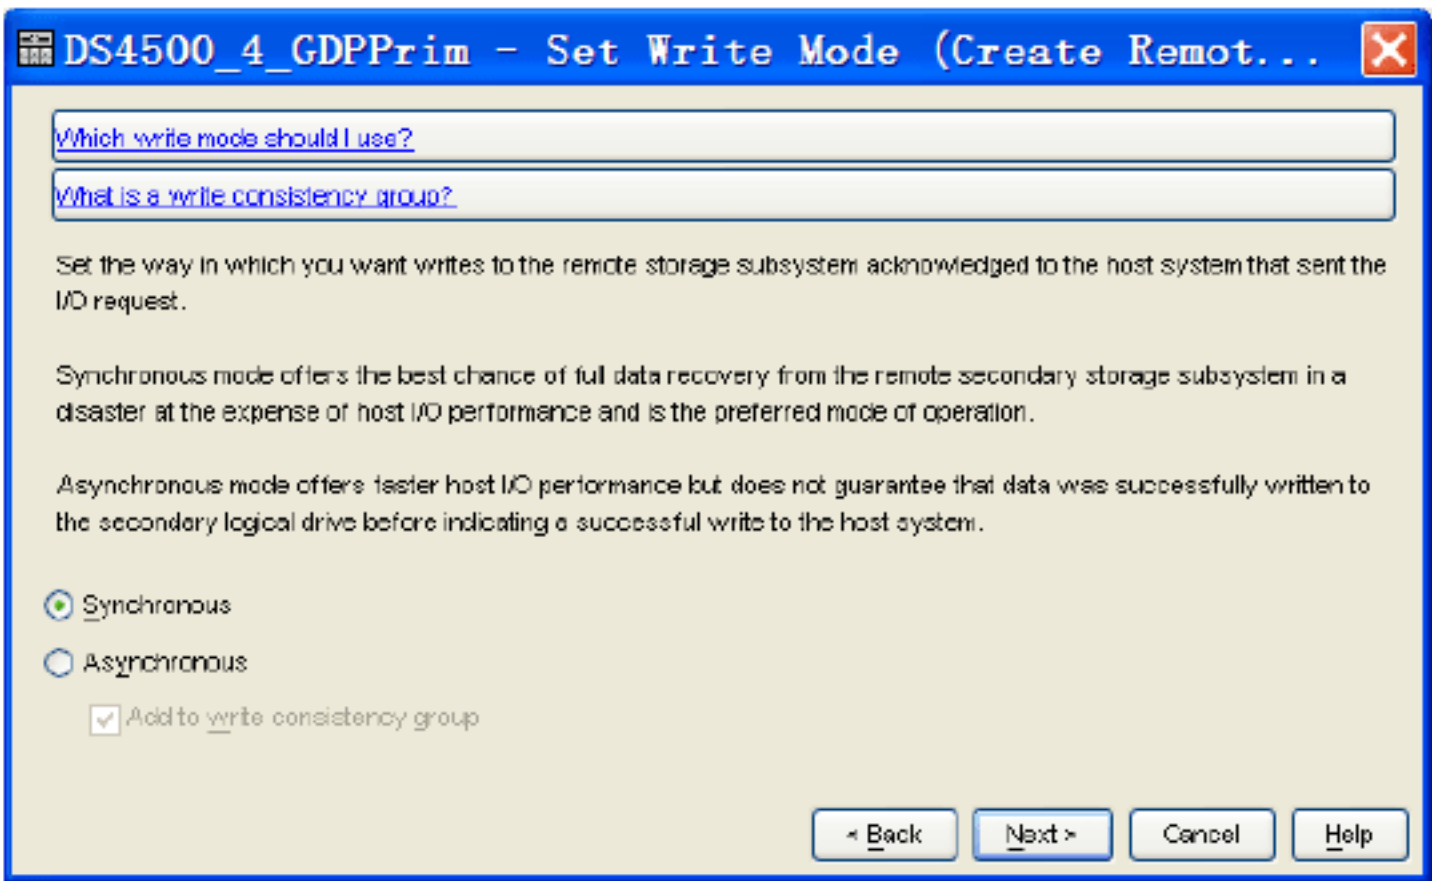 DS4500_4_GDPPrim - Set Write Mode (Create Remot...
Which write mode should I use?
What is a write consistency group?
Set the way in which you want writes to the remote storage subsystem acknowledged to the host system that sent the
I/O request.
Synchronous mode offers the best chance of full data recovery from the remote secondary storage subsystem in a
disaster at the expense of host I/O performance and is the preferred mode of operation.
Asynchronous mode offers faster host I/O performance but does not guarantee that data was successfully written to
the secondary logical drive before indicating a successful write to the host system.
Synchronous
Asynchronous
Add to write consistency group
< Back Next > Cancel Help